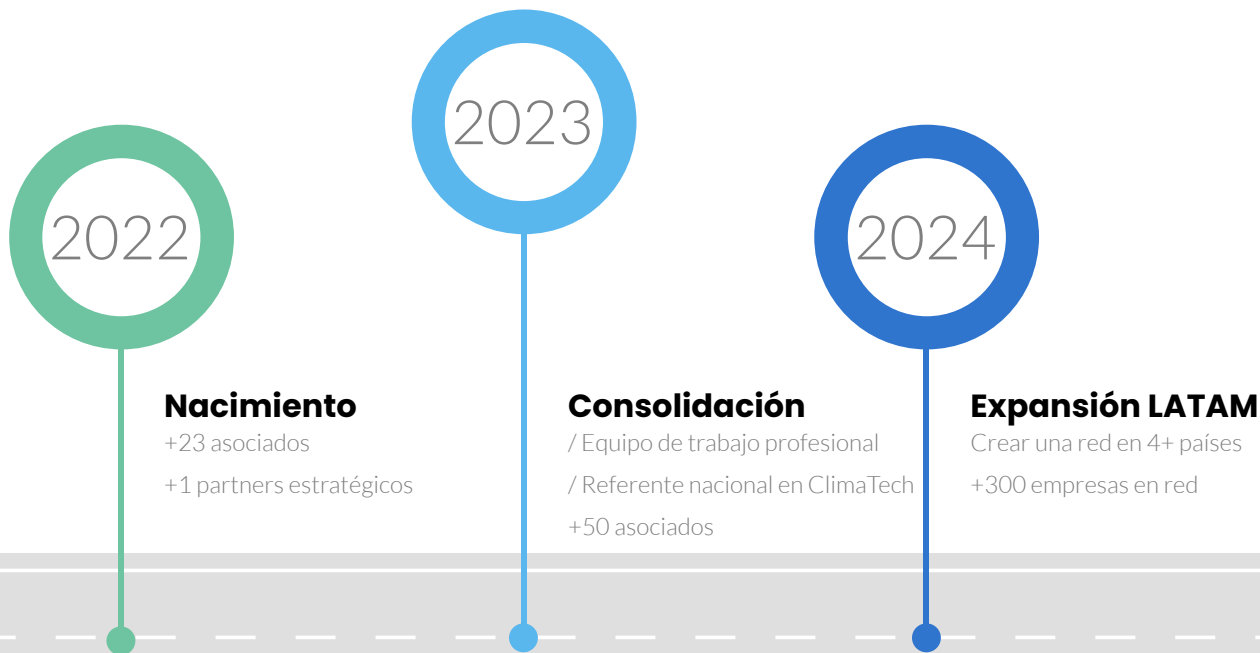 2022
Nacimiento
+23 asociados
+1 partners estratégicos
2023
Consolidación
/ Equipo de trabajo profesional
/ Referente nacional en ClimaTech
+50 asociados
2024
Expansión LATAM
Crear una red en 4+ países
+300 empresas en red